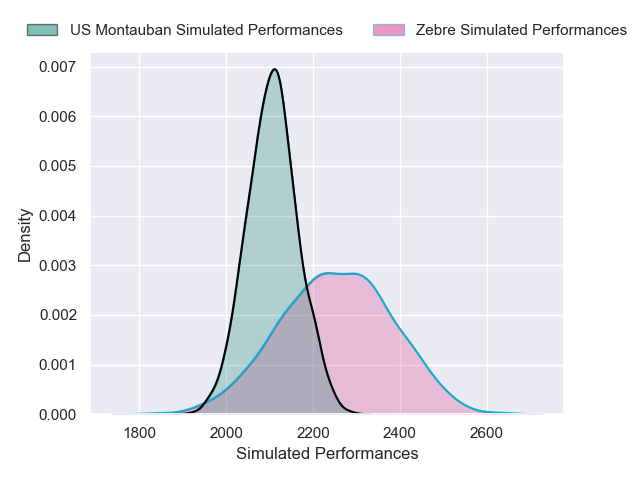 US Montauban Simulated Performances
Zebre Simulated Performances
0.007
0.006
0.005
0.004
0.003
0.002
0.001
0.000
Density
1800 2000 2200 2400 2600
Simulated Performances